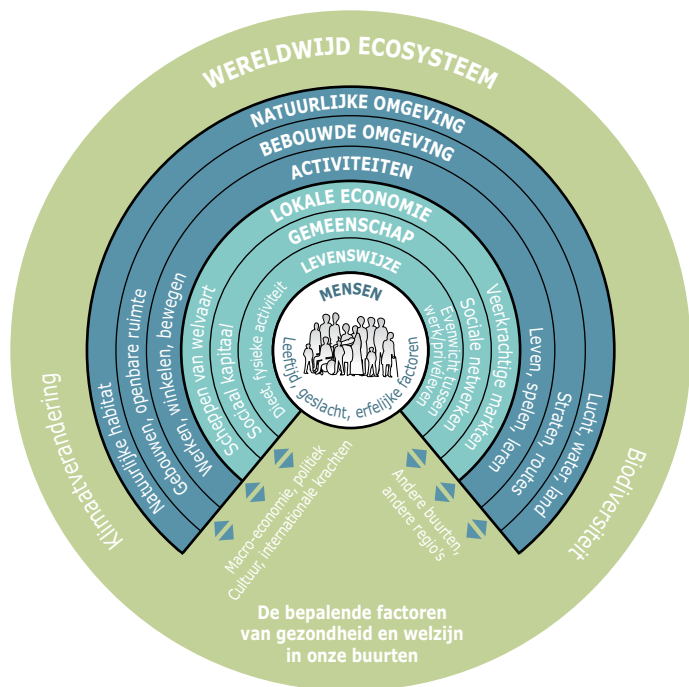 WERELDWIJD ECOSYSTEEM
NATUURLIJKE OMGEVING
BEBOUWDE OMGEVING
ACTIVITEITEN
LOKALE ECONOMIE
GEMEENSCHAP
LEVENSWIJZE
MENSEN
Leeftijd, geslacht, erfelijke factoren
Dieet, fysieke activiteit
Evenwicht tussen
werk/privéleven
Sociaal kapitaal
Sociale netwerken
Scheppen van welvaart
Veerkrachtige markten
Werken, winkelen, bewegen
Leven, spelen, leren
Gebouwen, openbare ruimte
Straten, routes
Natuurlijke habitat
Lucht, water, land
Klimaatverandering
Biodiversiteit
Macro-economie, politiek
Cultuur, internationale krachten
Andere buurten,
andere regio's
De bepalende factoren
van gezondheid en welzijn
in onze buurten